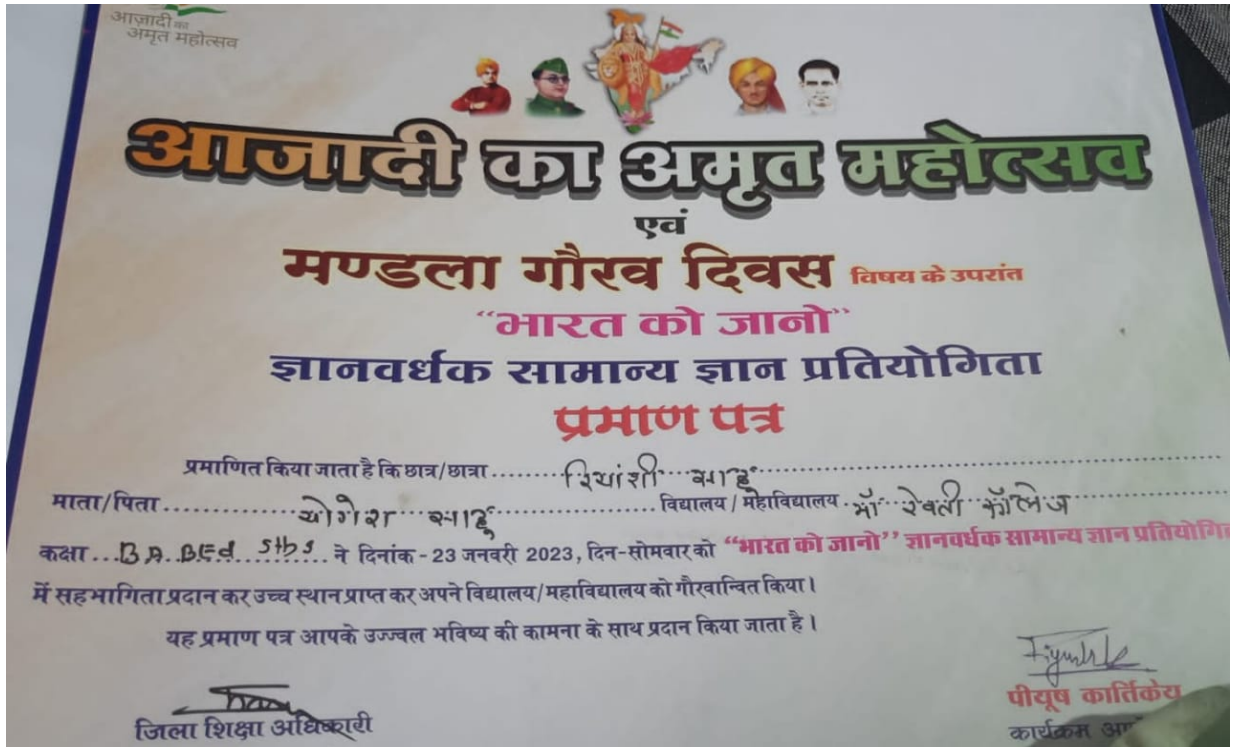 आज़ादी का
अमृत महोत्सव
आजादी का अमृत महोत्सव
एवं
मण्डला गौरव दिवस विषय के उपरांत
“भारत को जानो”
ज्ञानवर्धक सामान्य ज्ञान प्रतियोगिता
प्रमाण पत्र
प्रमाणित किया जाता है कि छात्र/छात्रा रियांशी साहू
माता/पिता योगेश साहू विद्यालय / महाविद्यालय माँ रेवती कॉलेज
कक्षा B.A. B.Ed ने दिनांक - 23 जनवरी 2023, दिन-सोमवार को “भारत को जानो” ज्ञानवर्धक सामान्य ज्ञान
में सहभागिता प्रदान कर उच्च स्थान प्राप्त कर अपने विद्यालय/महाविद्यालय को गौरवान्वित किया।
यह प्रमाण पत्र आपके उज्ज्वल भविष्य की कामना के साथ प्रदान किया जाता है।
जिला शिक्षा अधिकारी
पीयूष कार्तिकेय
कार्यक्रम